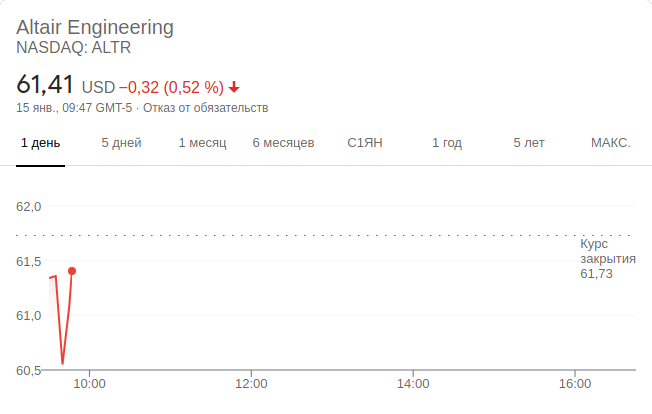 Altair Engineering
NASDAQ: ALTR
61,41 USD −0,32 (0,52 %)
15 янв., 09:47 GMT-5 · Отказ от обязательств
1 день 5 дней 1 месяц 6 месяцев С1ЯН 1 год 5 лет МАКС.
62,0
Курс
закрытия
61,73
61,5
61,0
60,5
10:00 12:00 14:00 16:00